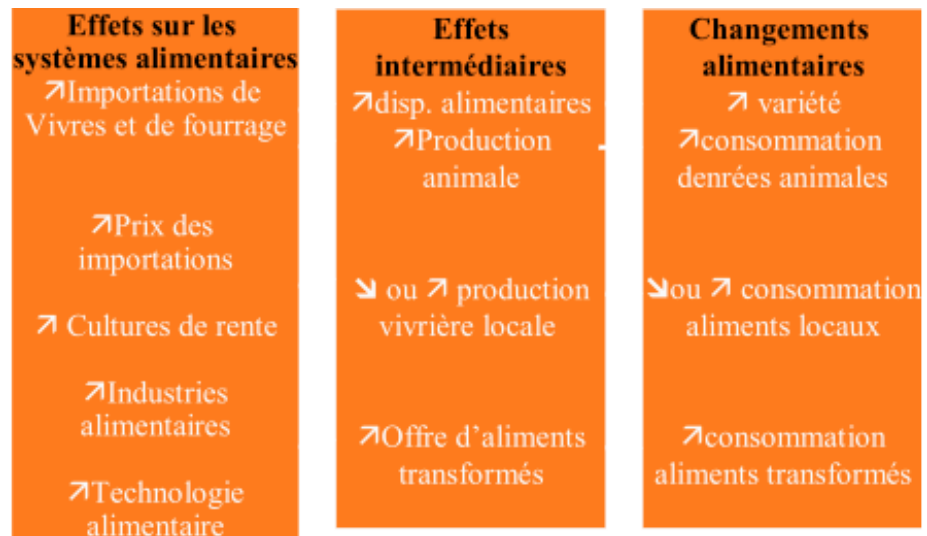 Effets sur les
systèmes alimentaires
↗Importations de
Vivres et de fourrage
↗Prix des
importations
↗ Cultures de rente
↗Industries
alimentaires
↗Technologie
alimentaire
Effets
intermédiaires
↗disp. alimentaires
↗Production
animale
↘ ou ↗ production
vivrière locale
↗Offre d’aliments
transformés
Changements
alimentaires
↗ variété
↗consommation
denrées animales
↘ou ↗ consommation
aliments locaux
↗consommation
aliments transformés